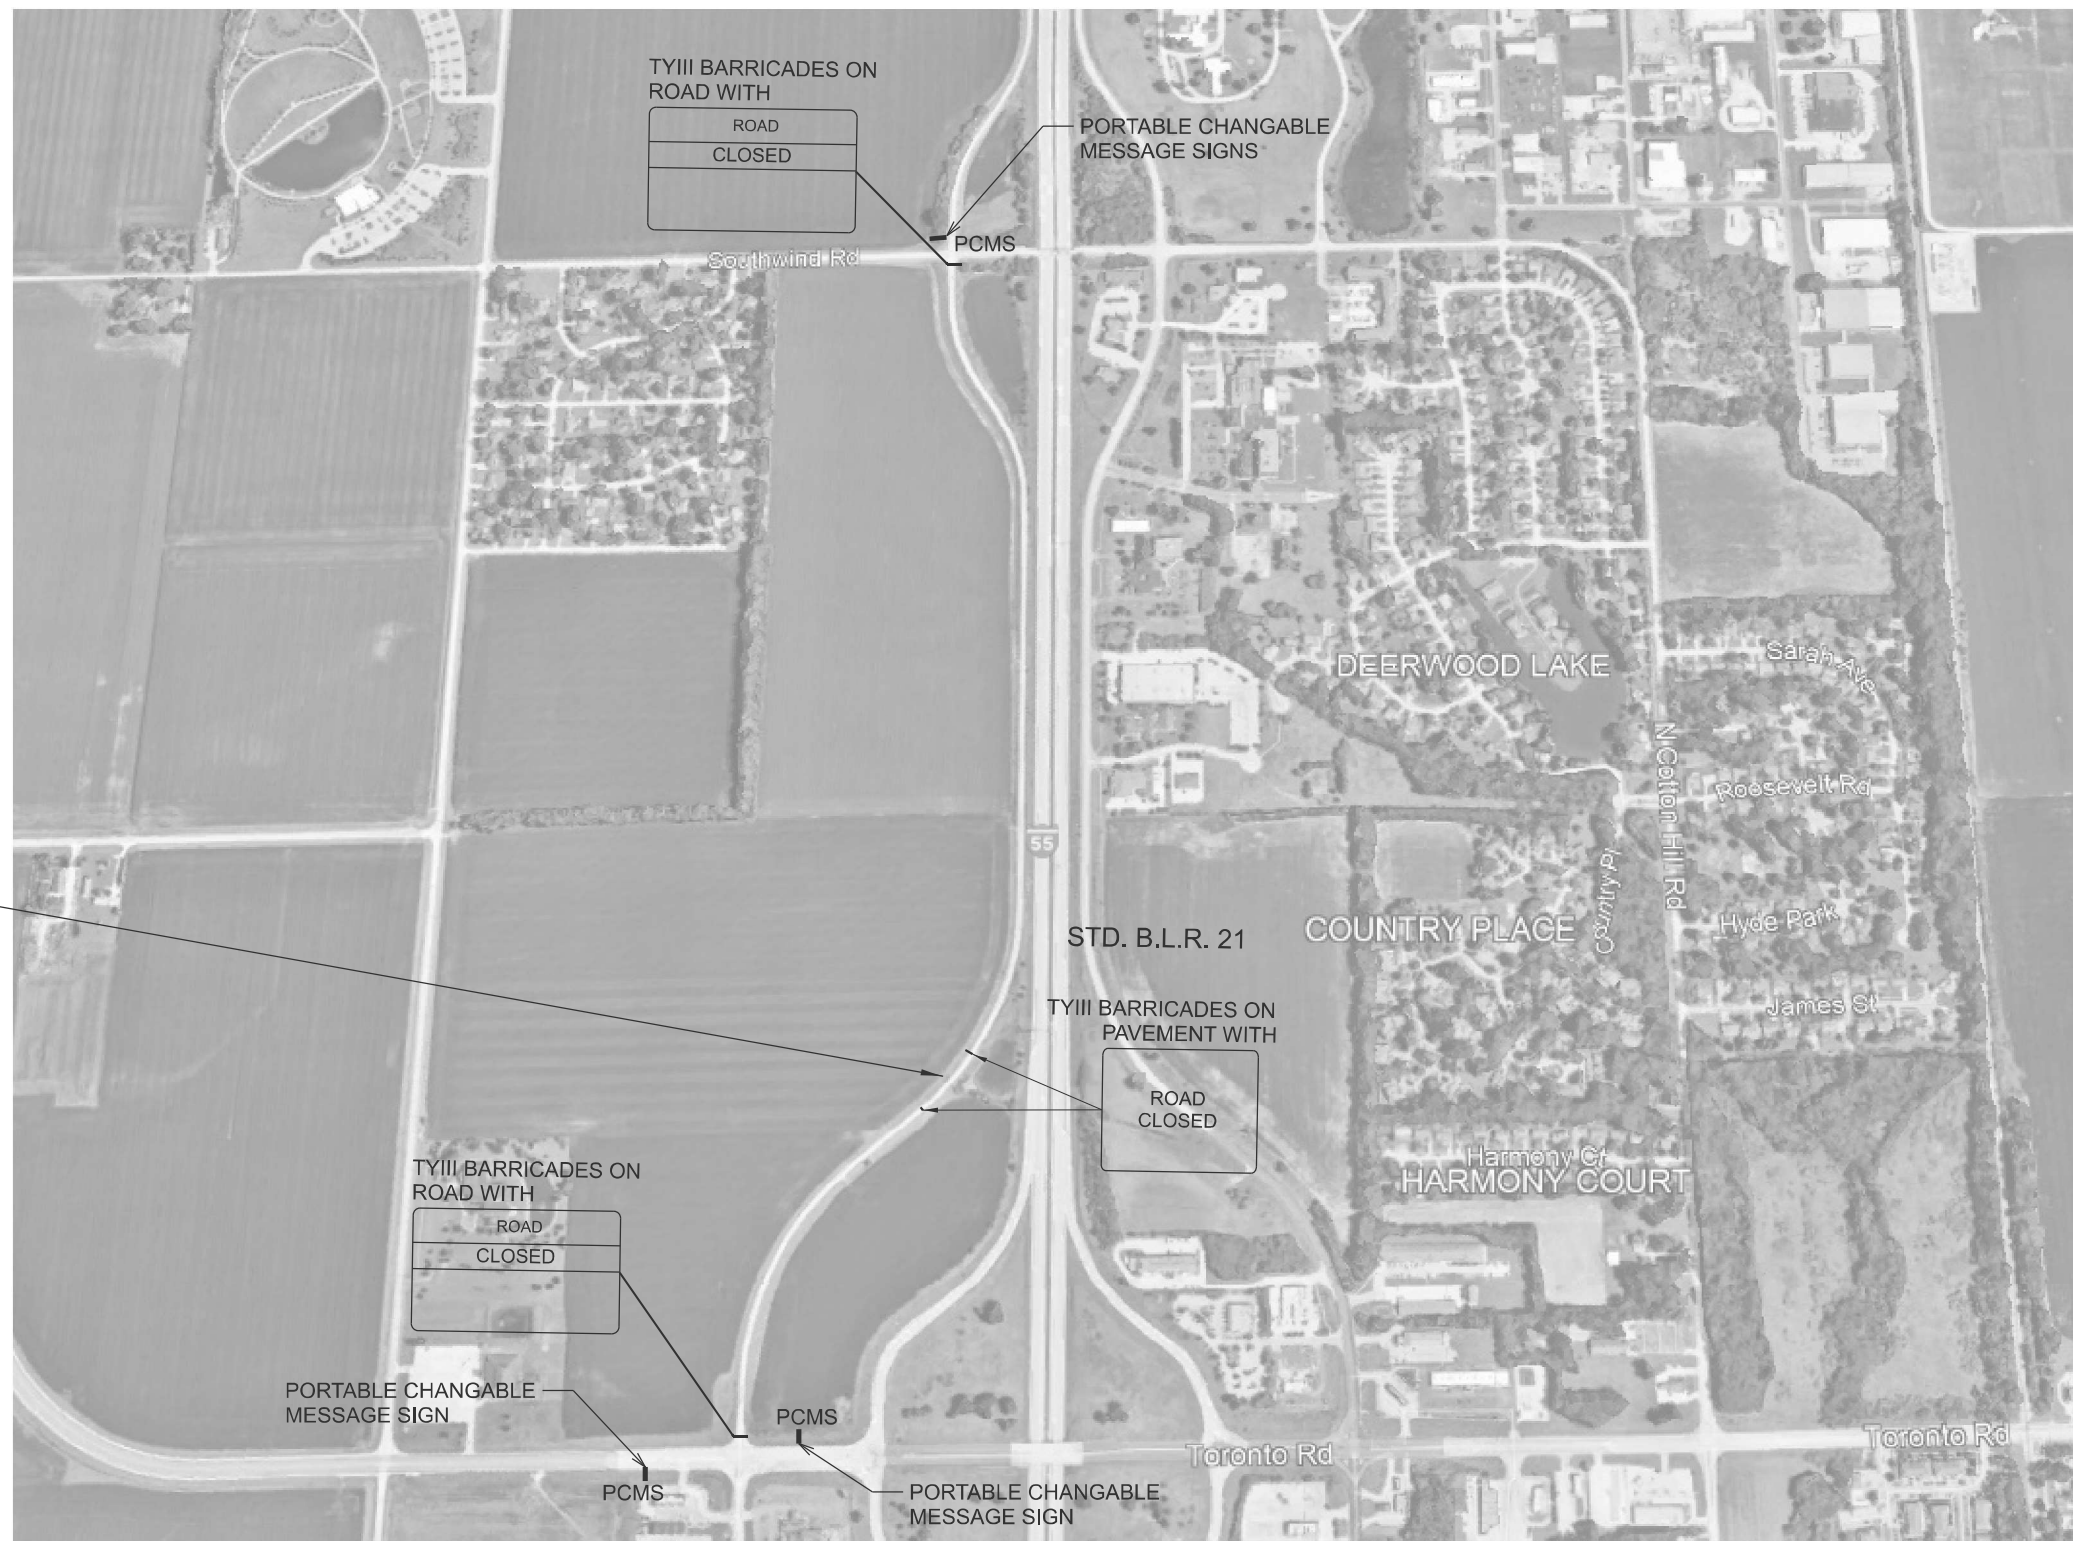 TYIII BARRICADES ON
ROAD WITH
ROAD
CLOSED
PORTABLE CHANGABLE
MESSAGE SIGNS
PCMS
Southwind Rd
DEERWOOD LAKE
Sarah Ave
N Cotton Hill Rd
Roosevelt Rd
55
Country Pl
Hyde Park
COUNTRY PLACE
STD. B.L.R. 21
James St
TYIII BARRICADES ON
PAVEMENT WITH
ROAD
CLOSED
Harmony Ct
HARMONY COURT
TYIII BARRICADES ON
ROAD WITH
ROAD
CLOSED
PORTABLE CHANGABLE
MESSAGE SIGN
PCMS
Toronto Rd
Toronto Rd
PCMS
PORTABLE CHANGABLE
MESSAGE SIGN